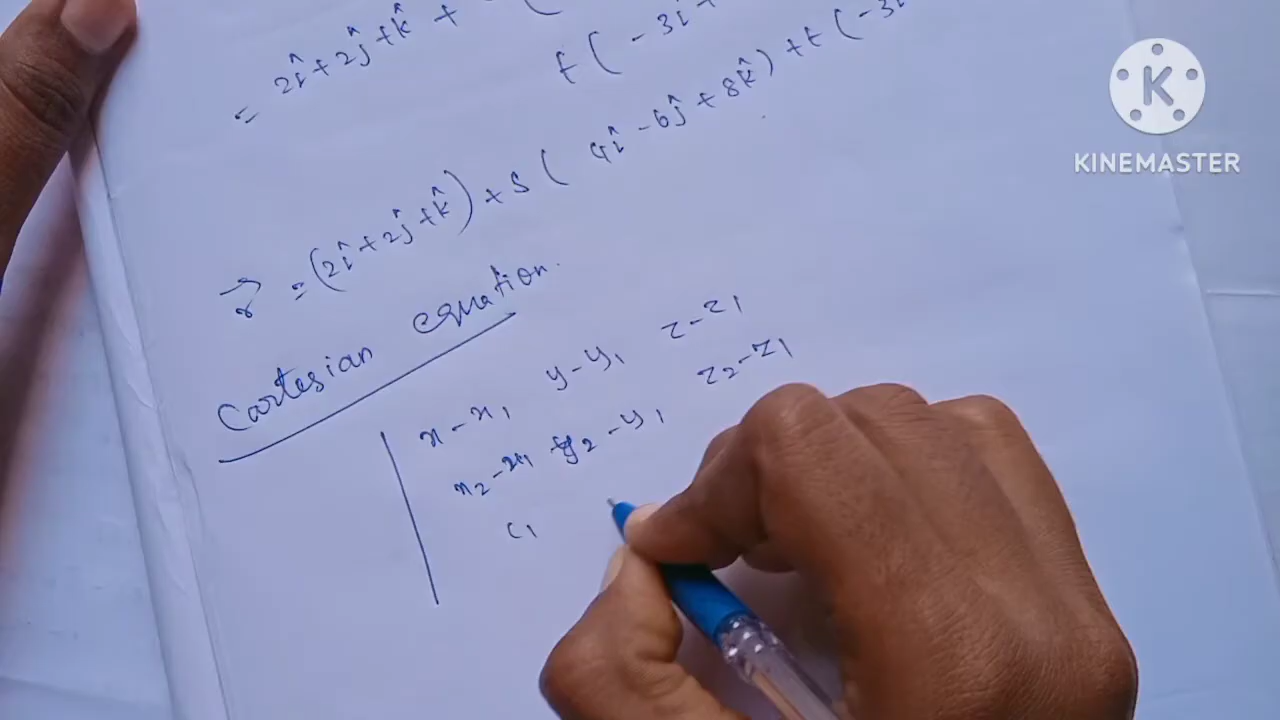 = 2î + 2ĵ + k̂ + (
t ( -3î +
r⃗ = (2î + 2ĵ + k̂) + s ( 4î - 6ĵ + 8k̂ ) + t ( -3î
Cartesian equation.
x - x₁ y - y₁ z - z₁
x₂ - x₁ y₂ - y₁ z₂ - z₁
c₁
KINEMASTER